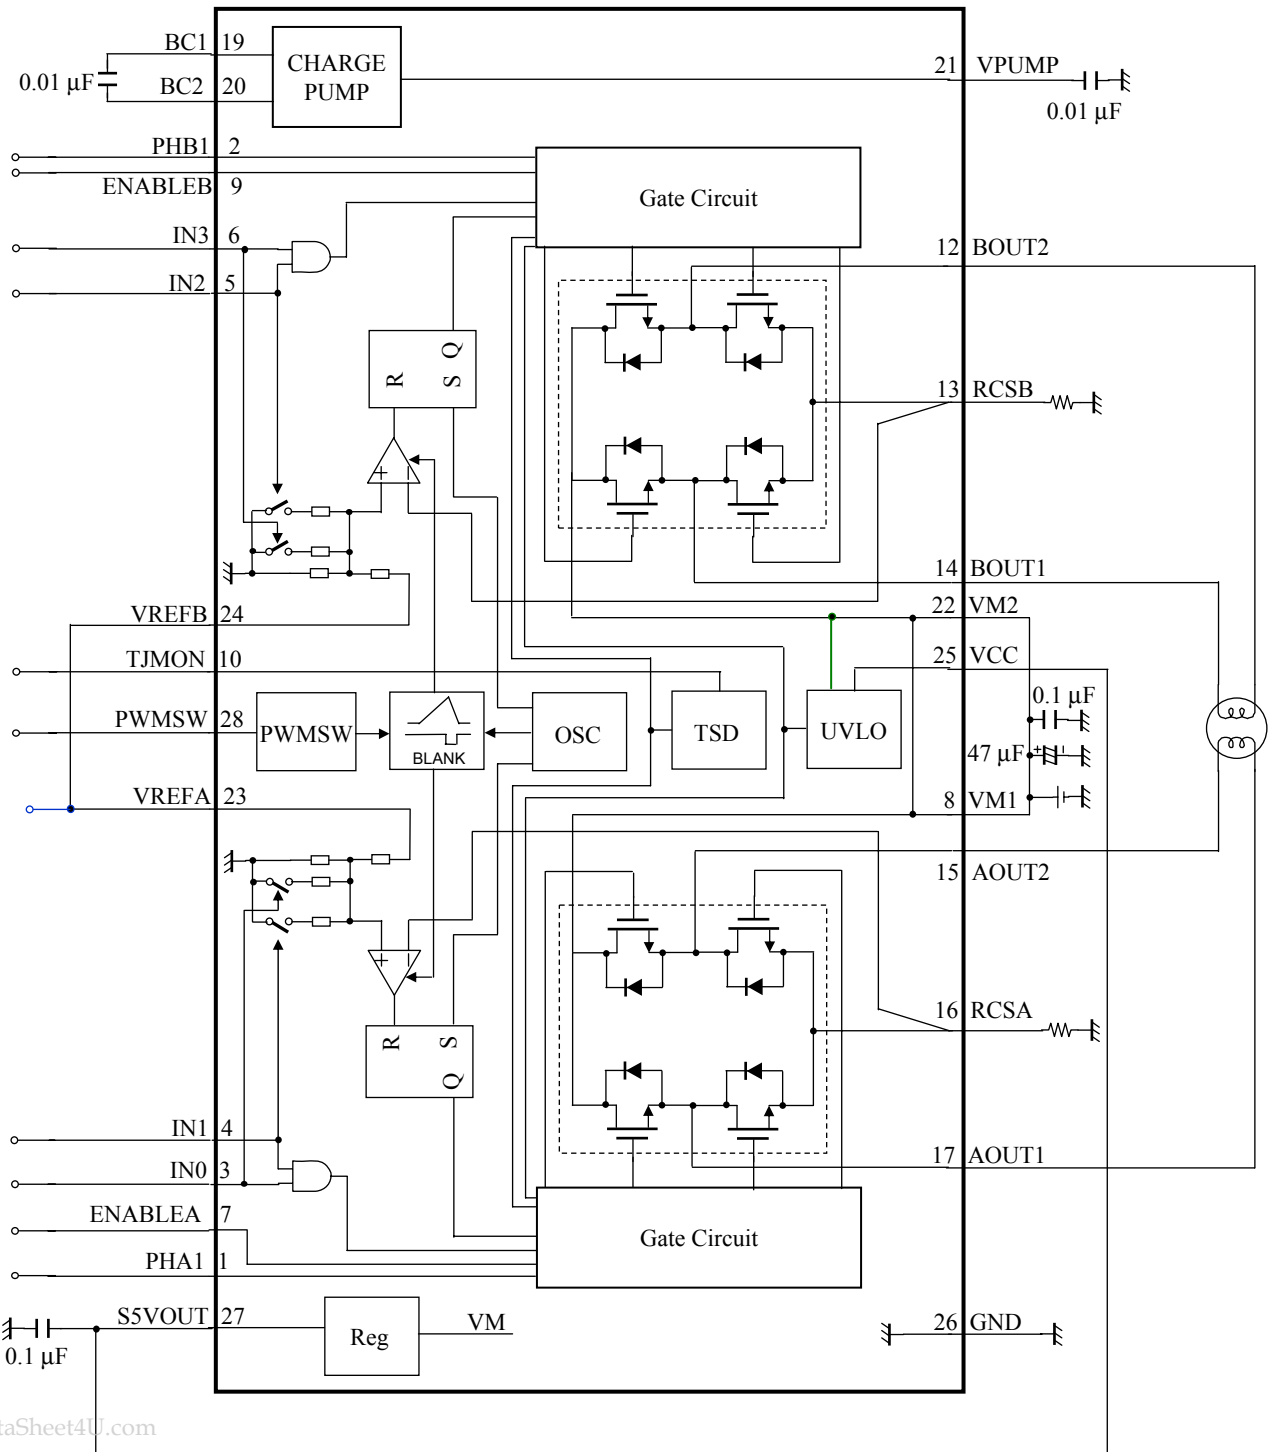 BC1 19
0.01 µF
BC2 20
CHARGE
PUMP
21 VPUMP
0.01 µF
PHB1 2
ENABLEB 9
Gate Circuit
IN3 6
IN2 5
12 BOUT2
R S Q
13 RCSB
+ −
14 BOUT1
VREFB 24
22 VM2
TJMON 10
25 VCC
0.1 µF
PWMSW 28
PWMSW
BLANK
OSC
TSD
UVLO
47 µF
+
VREFA 23
8 VM1
15 AOUT2
+ −
16 RCSA
R S Q
IN1 4
IN0 3
17 AOUT1
ENABLEA 7
Gate Circuit
PHA1 1
S5VOUT 27
0.1 µF
Reg
VM
26 GND
taSheet4U.com